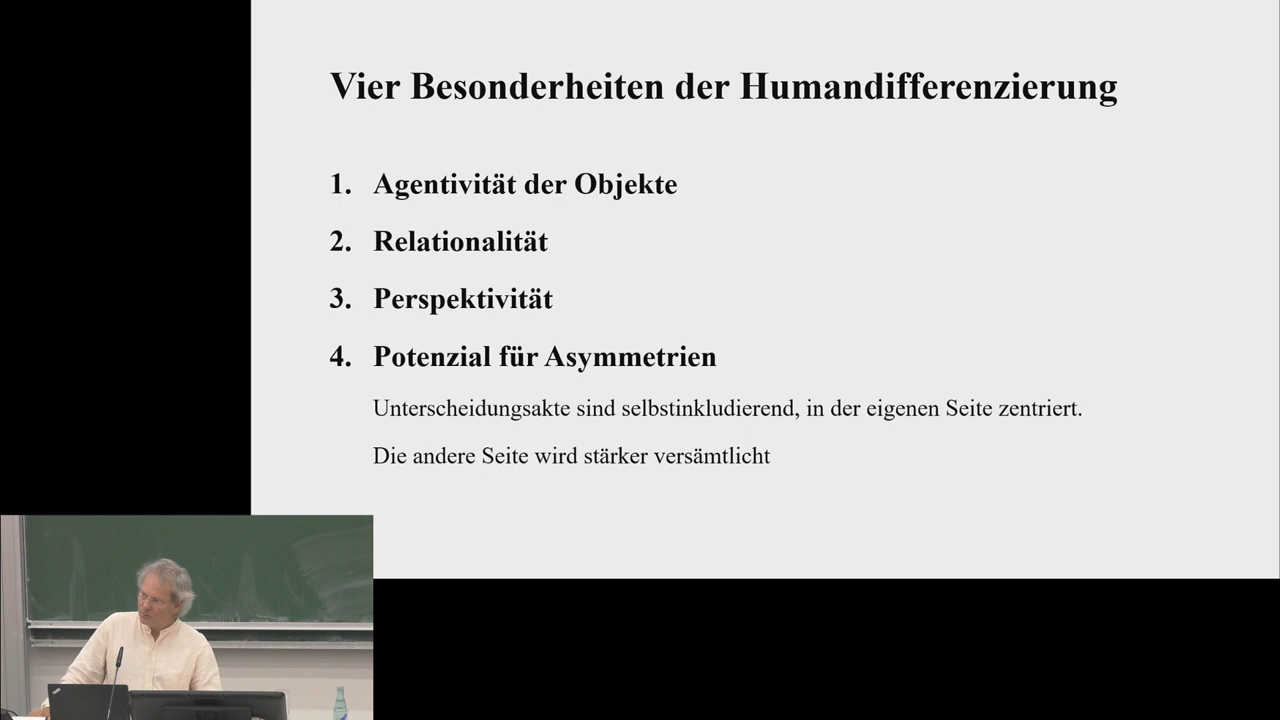 Vier Besonderheiten der Humandifferenzierung
1. Agentivität der Objekte
2. Relationalität
3. Perspektivität
4. Potenzial für Asymmetrien
Unterscheidungsakte sind selbstinkludierend, in der eigenen Seite zentriert.
Die andere Seite wird stärker versämtlicht